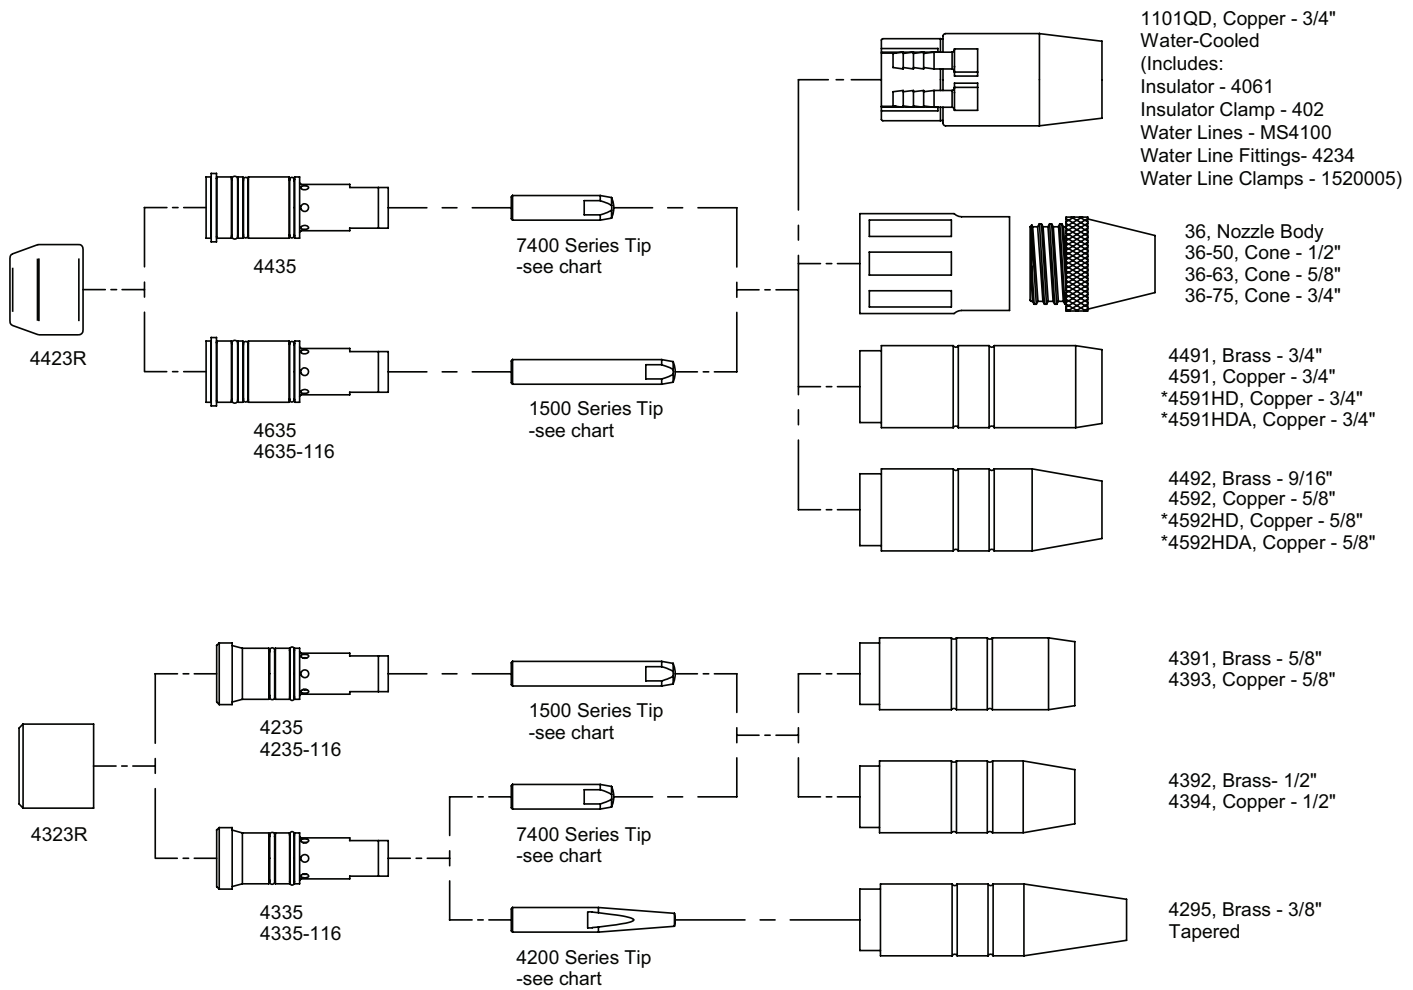 1101QD, Copper - 3/4"
Water-Cooled
(Includes:
Insulator - 4061
Insulator Clamp - 402
Water Lines - MS4100
Water Line Fittings- 4234
Water Line Clamps - 1520005)
4435
7400 Series Tip
-see chart
36, Nozzle Body
36-50, Cone - 1/2"
36-63, Cone - 5/8"
36-75, Cone - 3/4"
4423R
4635
4635-116
1500 Series Tip
-see chart
4491, Brass - 3/4"
4591, Copper - 3/4"
*4591HD, Copper - 3/4"
*4591HDA, Copper - 3/4"
4492, Brass - 9/16"
4592, Copper - 5/8"
*4592HD, Copper - 5/8"
*4592HDA, Copper - 5/8"
4235
4235-116
1500 Series Tip
-see chart
4391, Brass - 5/8"
4393, Copper - 5/8"
4323R
7400 Series Tip
-see chart
4392, Brass- 1/2"
4394, Copper - 1/2"
4335
4335-116
4200 Series Tip
-see chart
4295, Brass - 3/8"
Tapered